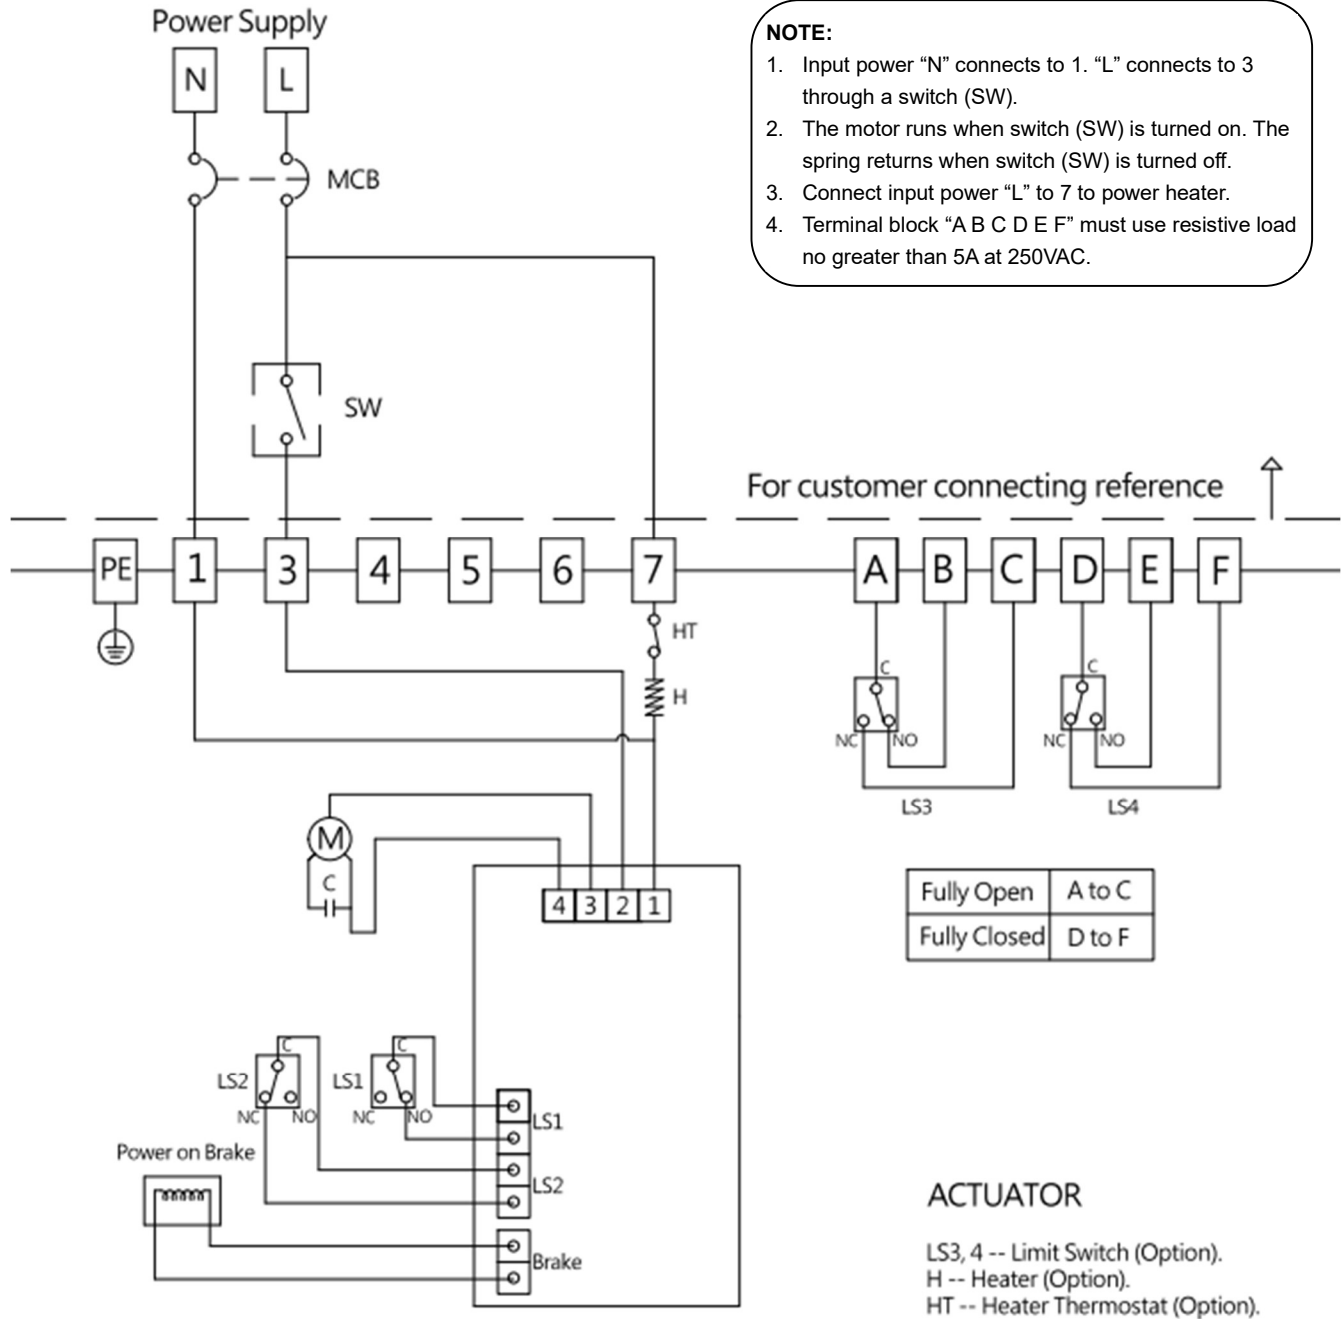 Power Supply
N L
MCB
NOTE:
1. Input power “N” connects to 1. “L” connects to 3
through a switch (SW).
2. The motor runs when switch (SW) is turned on. The
spring returns when switch (SW) is turned off.
3. Connect input power “L” to 7 to power heater.
4. Terminal block “A B C D E F” must use resistive load
no greater than 5A at 250VAC.
SW
For customer connecting reference
PE 1 3 4 5 6 7 A B C D E F
HT
H
C
NC NO
LS3
C
NC NO
LS4
M
C
4 3 2 1
Fully Open A to C
Fully Closed D to F
C
LS2
NC NO
C
LS1
NC NO
LS1
LS2
Power on Brake
Brake
ACTUATOR
LS3, 4 -- Limit Switch (Option).
H -- Heater (Option).
HT -- Heater Thermostat (Option).